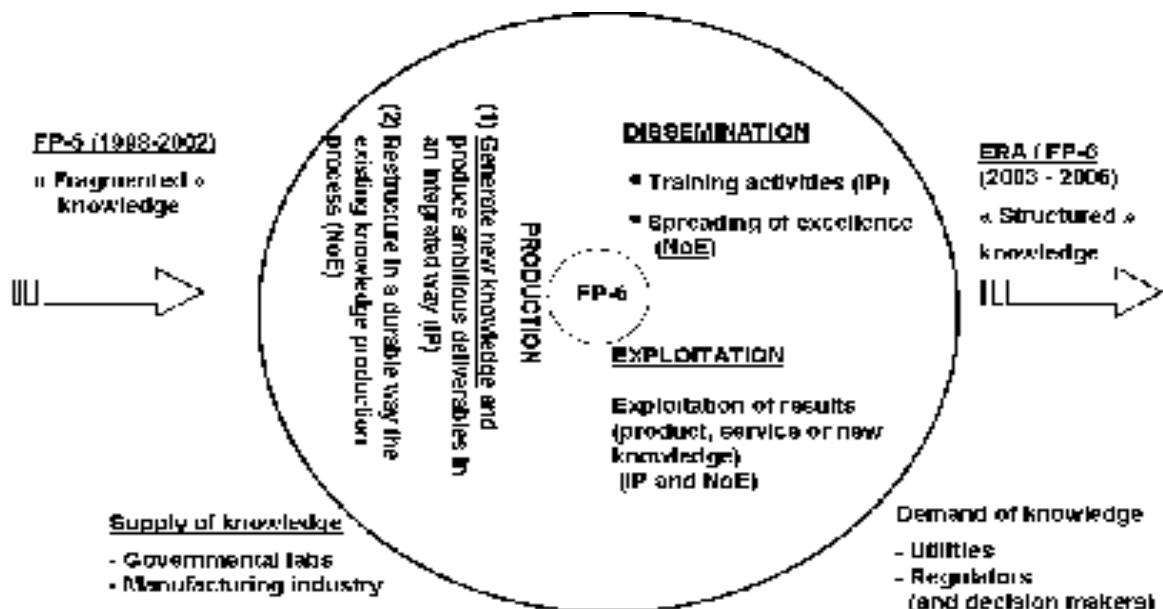 FP-5 (1998-2002)
« Fragmented »
knowledge
PRODUCTION
(1) Generate new knowledge and
produce ambitious deliverables in
an integrated way (IP)
(2) Restructure in a durable way the
existing knowledge production
process (NoE)
DISSEMINATION
• Training activities (IP)
• Spreading of excellence
(NoE)
FP-6
EXPLOITATION
Exploitation of results
(product, service or new
knowledge)
(IP and NoE)
ERA / FP-6
(2003 - 2006)
« Structured »
knowledge
Supply of knowledge
- Governmental labs
- Manufacturing industry
Demand of knowledge
- Utilities
- Regulators
(and decision makers)